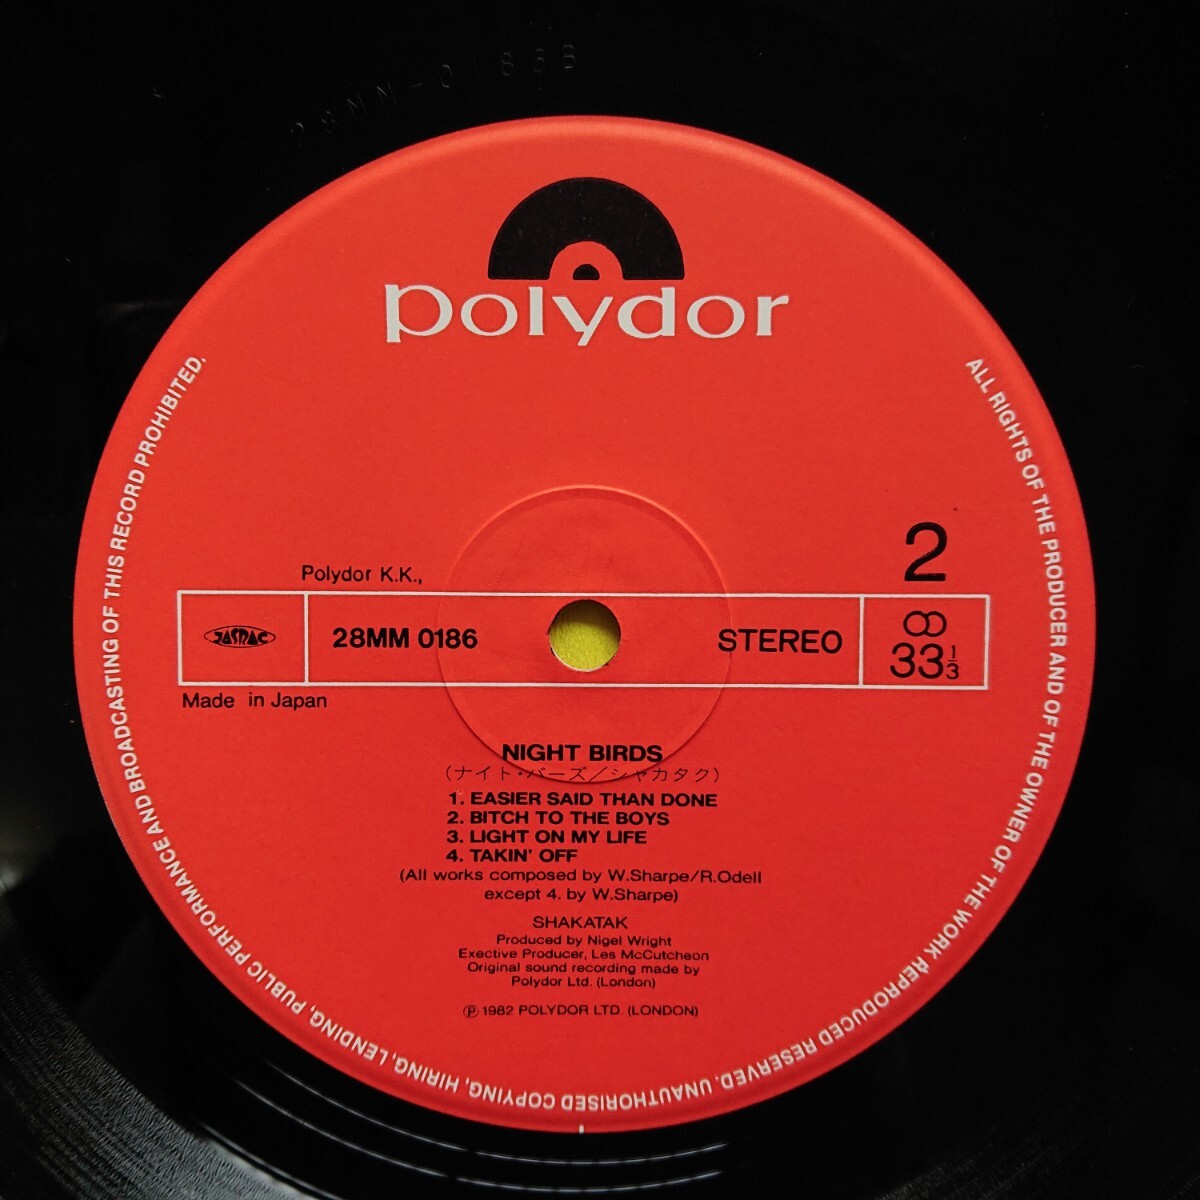 28MM-0186B
polydor
2
Polydor K.K.,
JASRAC
28MM 0186
STEREO
33 1/3
Made in Japan
NIGHT BIRDS
(ナイト・バーズ/シャカタク)
1. EASIER SAID THAN DONE
2. BITCH TO THE BOYS
3. LIGHT ON MY LIFE
4. TAKIN' OFF
(All works composed by W.Sharpe/R.Odell
except 4. by W.Sharpe)
SHAKATAK
Produced by Nigel Wright
Exective Producer, Les McCutcheon
Original sound recording made by
Polydor Ltd. (London)
Ⓟ 1982 POLYDOR LTD. (LONDON)
ALL RIGHTS OF THE PRODUCER AND OF THE OWNER OF THE WORK REPRODUCED RESERVED. UNAUTHORISED COPYING, HIRING, LENDING, PUBLIC PERFORMANCE AND BROADCASTING OF THIS RECORD PROHIBITED.